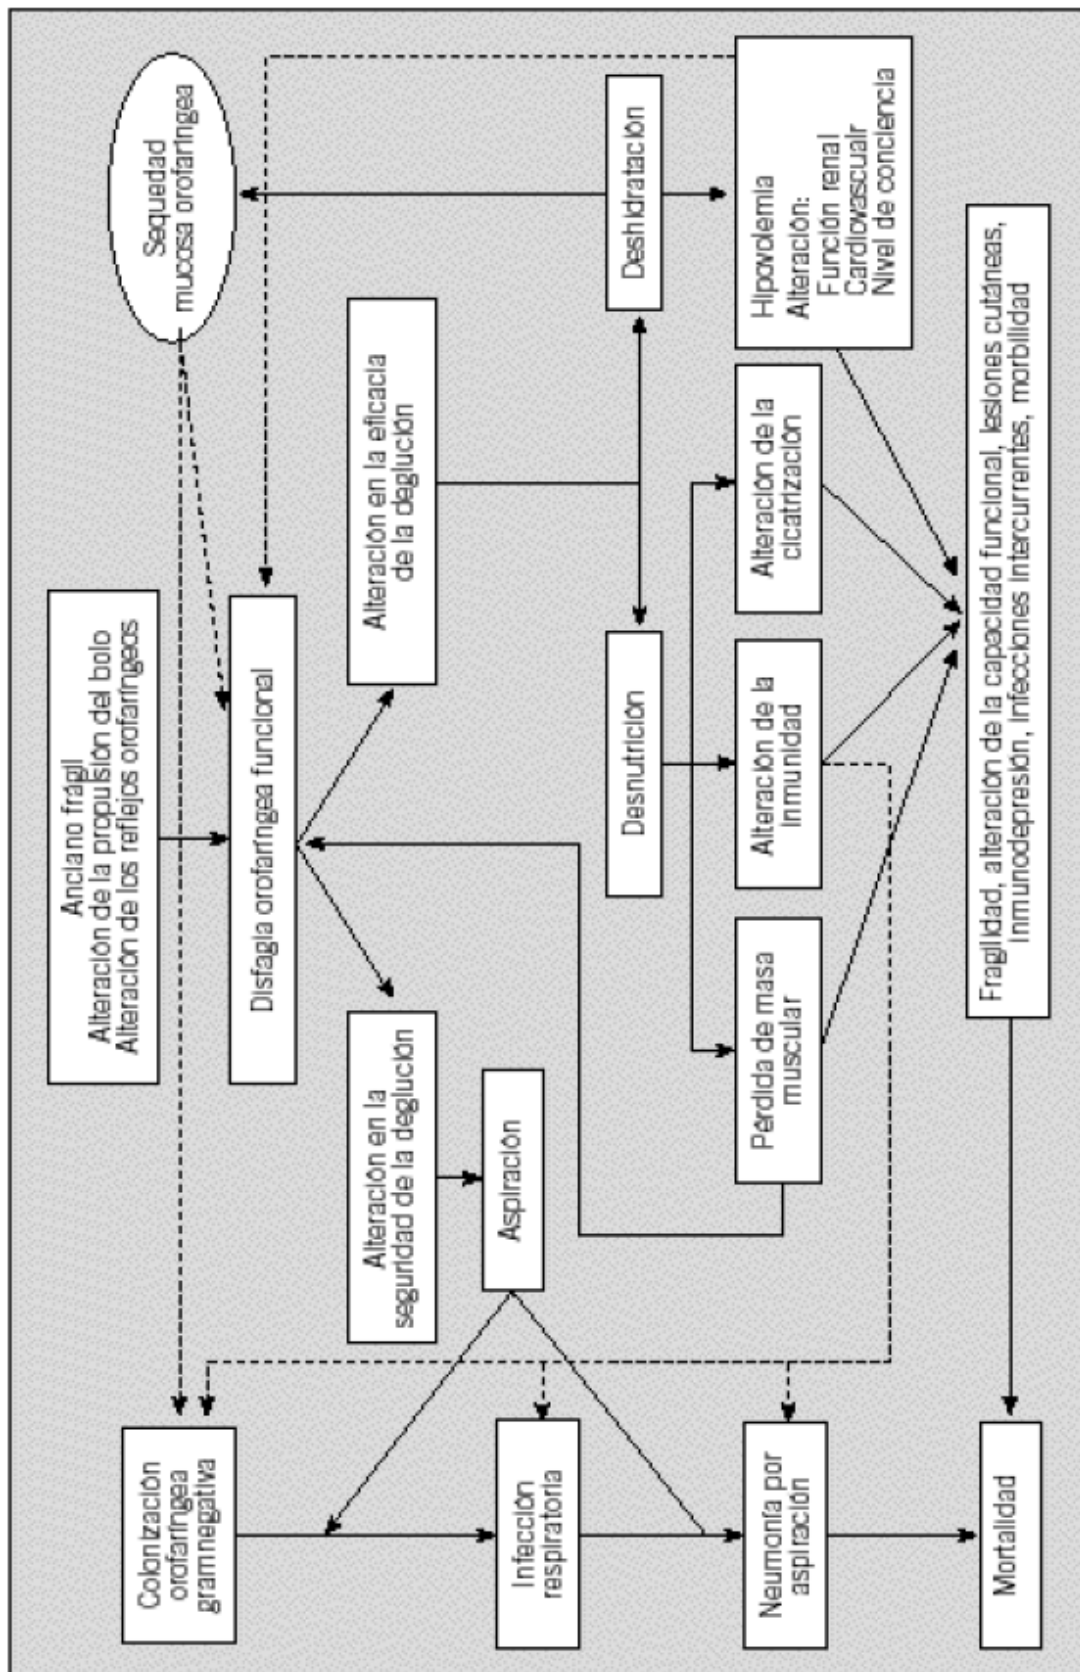 Anciano frágil
Alteración de la propulsión del bolo
Alteración de los reflejos orofaríngeos
Sequedad
mucosa orofaríngea
Colonización
orofaríngea
gramnegativa
Disfagia orofaríngea funcional
Alteración en la
seguridad de la deglución
Alteración en la eficacia
de la deglución
Aspiración
Infección
respiratoria
Desnutrición
Deshidratación
Neumonía por
aspiración
Pérdida de masa
muscular
Alteración de la
inmunidad
Alteración de la
cicatrización
Hipovolemia
Alteración:
Función renal
Cardiovascualr
Nivel de conciencia
Mortalidad
Fragilidad, alteración de la capacidad funcional, lesiones cutáneas,
inmunodepresión, infecciones intercurrentes, morbilidad